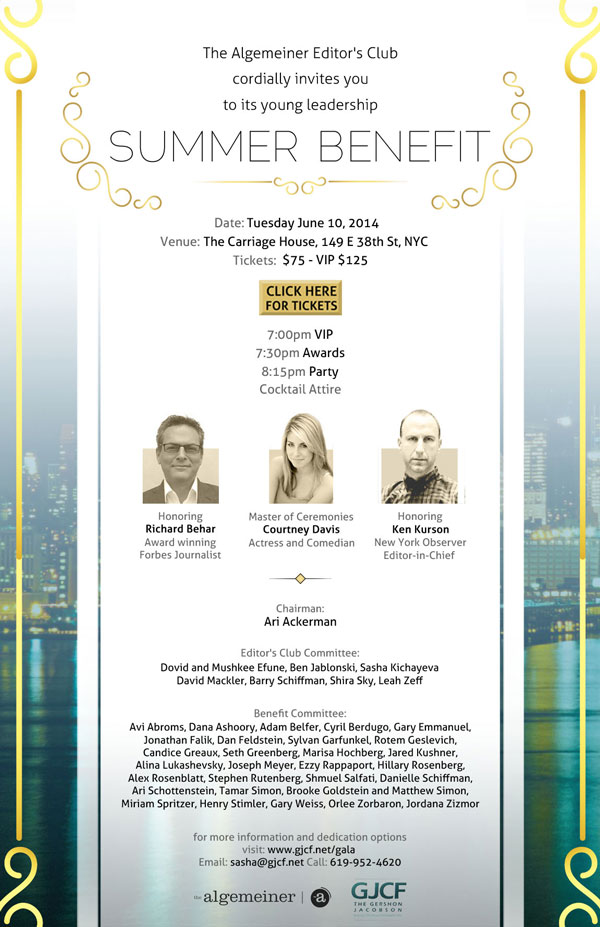 The Algemeiner Editor's Club
cordially invites you
to its young leadership
SUMMER BENEFIT
Date: Tuesday June 10, 2014
Venue: The Carriage House, 149 E 38th St, NYC
Tickets: $75 - VIP $125
CLICK HERE
FOR TICKETS
7:00pm VIP
7:30pm Awards
8:15pm Party
Cocktail Attire
Honoring
Richard Behar
Award winning
Forbes Journalist
Master of Ceremonies
Courtney Davis
Actress and Comedian
Honoring
Ken Kurson
New York Observer
Editor-in-Chief
Chairman:
Ari Ackerman
Editor's Club Committee:
Dovid and Mushkee Efune, Ben Jablonski, Sasha Kichayeva
David Mackler, Barry Schiffman, Shira Sky, Leah Zeff
Benefit Committee:
Avi Abroms, Dana Ashoory, Adam Belfer, Cyril Berdugo, Gary Emmanuel,
Jonathan Falik, Dan Feldstein, Sylvan Garfunkel, Rotem Geslevich,
Candice Greaux, Seth Greenberg, Marisa Hochberg, Jared Kushner,
Alina Lukashevsky, Joseph Meyer, Ezzy Rappaport, Hillary Rosenberg,
Alex Rosenblatt, Stephen Rutenberg, Shmuel Salfati, Danielle Schiffman,
Ari Schottenstein, Tamar Simon, Brooke Goldstein and Matthew Simon,
Miriam Spritzer, Henry Stimler, Gary Weiss, Orlee Zorbaron, Jordana Zizmor
for more information and dedication options
visit: www.gjcf.net/gala
Email: sasha@gjcf.net Call: 619-952-4620
the algemeiner | a
GJCF
THE GERSHON
JACOBSON